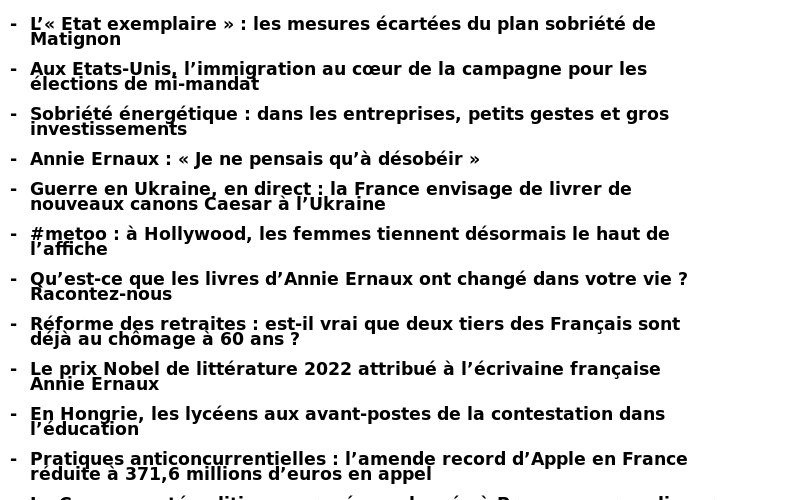 - L’« Etat exemplaire » : les mesures écartées du plan sobriété de
Matignon
- Aux Etats-Unis, l’immigration au cœur de la campagne pour les
élections de mi-mandat
- Sobriété énergétique : dans les entreprises, petits gestes et gros
investissements
- Annie Ernaux : « Je ne pensais qu’à désobéir »
- Guerre en Ukraine, en direct : la France envisage de livrer de
nouveaux canons Caesar à l’Ukraine
- #metoo : à Hollywood, les femmes tiennent désormais le haut de
l’affiche
- Qu’est-ce que les livres d’Annie Ernaux ont changé dans votre vie ?
Racontez-nous
- Réforme des retraites : est-il vrai que deux tiers des Français sont
déjà au chômage à 60 ans ?
- Le prix Nobel de littérature 2022 attribué à l’écrivaine française
Annie Ernaux
- En Hongrie, les lycéens aux avant-postes de la contestation dans
l’éducation
- Pratiques anticoncurrentielles : l’amende record d’Apple en France
réduite à 371,6 millions d’euros en appel